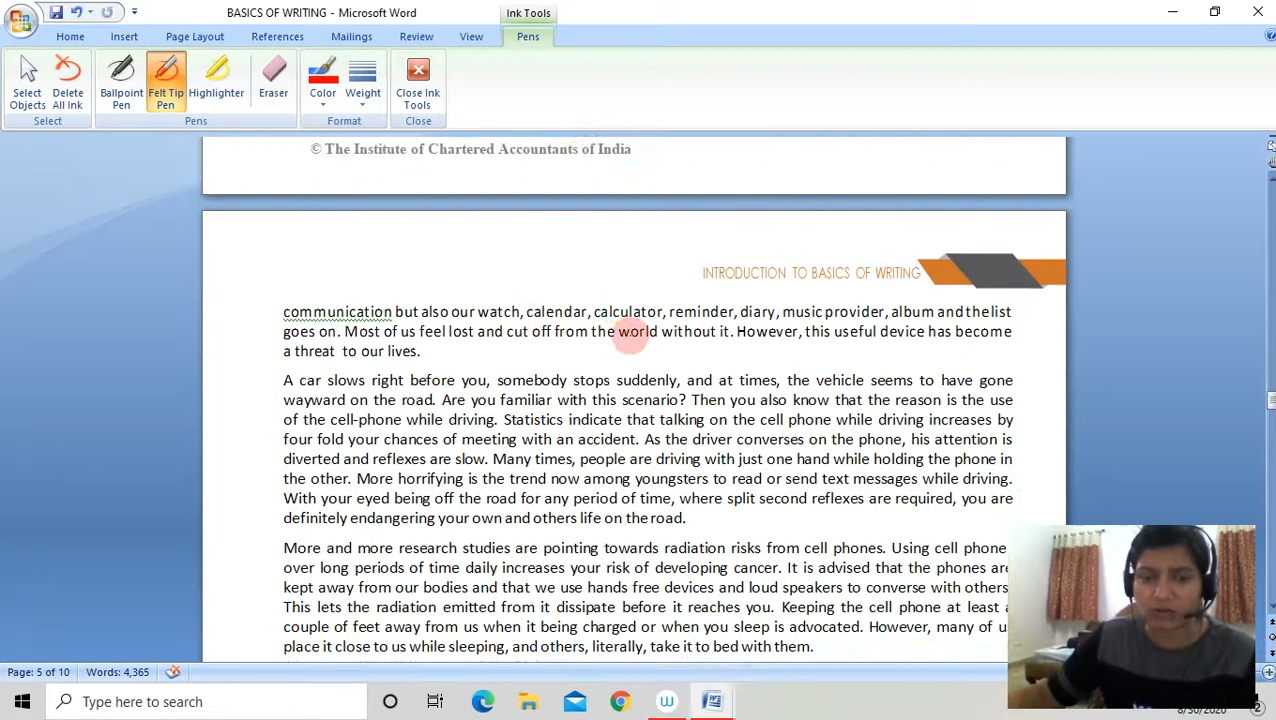 BASICS OF WRITING - Microsoft Word
Ink Tools
Home Insert Page Layout References Mailings Review View Pens
Select Objects
Delete All Ink
Ballpoint Pen
Felt Tip Pen
Highlighter
Eraser
Color
Weight
Close Ink Tools
Select Pens Format Close
© The Institute of Chartered Accountants of India
INTRODUCTION TO BASICS OF WRITING
communication but also our watch, calendar, calculator, reminder, diary, music provider, album and thelist
goes on. Most of us feel lost and cut off from the world without it. However, this useful device has become
a threat to our lives.
A car slows right before you, somebody stops suddenly, and at times, the vehicle seems to have gone
wayward on the road. Are you familiar with this scenario? Then you also know that the reason is the use
of the cell-phone while driving. Statistics indicate that talking on the cell phone while driving increases by
four fold your chances of meeting with an accident. As the driver converses on the phone, his attention is
diverted and reflexes are slow. Many times, people are driving with just one hand while holding the phone in
the other. More horrifying is the trend now among youngsters to read or send text messages while driving.
With your eyed being off the road for any period of time, where split second reflexes are required, you are
definitely endangering your own and others life on the road.
More and more research studies are pointing towards radiation risks from cell phones. Using cell phone
over long periods of time daily increases your risk of developing cancer. It is advised that the phones are
kept away from our bodies and that we use hands free devices and loud speakers to converse with others.
This lets the radiation emitted from it dissipate before it reaches you. Keeping the cell phone at least a
couple of feet away from us when it being charged or when you sleep is advocated. However, many of u
place it close to us while sleeping, and others, literally, take it to bed with them.
Page: 5 of 10 Words: 4,365
Type here to search
8/30/2020
2